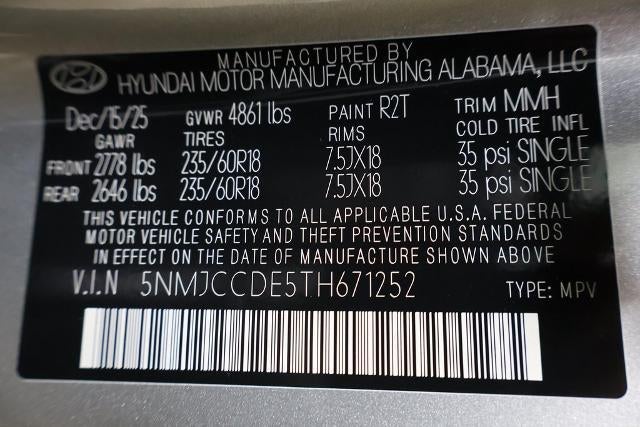 MANUFACTURED BY
HYUNDAI MOTOR MANUFACTURING ALABAMA, LLC
Dec/15/25 GVWR 4861 lbs PAINT R2T TRIM MMH
GAWR TIRES RIMS COLD TIRE INFL
FRONT 2778 lbs 235/60R18 7.5JX18 35 psi SINGLE
REAR 2646 lbs 235/60R18 7.5JX18 35 psi SINGLE
THIS VEHICLE CONFORMS TO ALL APPLICABLE U.S.A. FEDERAL
MOTOR VEHICLE SAFETY AND THEFT PREVENTION STANDARDS
IN EFFECT ON THE DATE OF MANUFACTURE SHOWN ABOVE.
V.I.N 5NMJCCDE5TH671252 TYPE: MPV